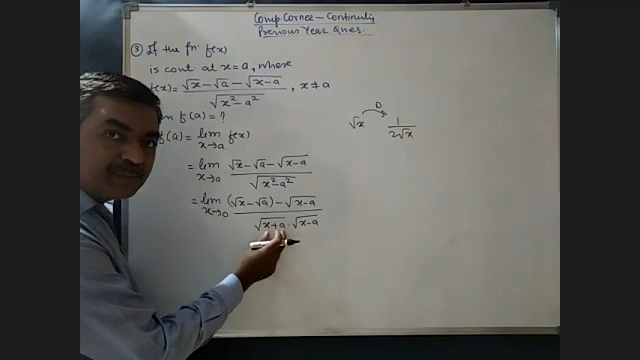 Comp Corner - Continuity
Previous Year Ques.
③ If the fn. f(x)
is cont. at x = a, where
f(x) = (√x - √a - √(x-a)) / √(x² - a²), x ≠ a
f(a) = ?
f(a) = lim x→a f(x)
= lim x→a (√x - √a - √(x-a)) / √(x² - a²)
= lim x→0 ((√x - √a) - √(x-a)) / (√(x+a) · √(x-a))
√x D 1/(2√x)